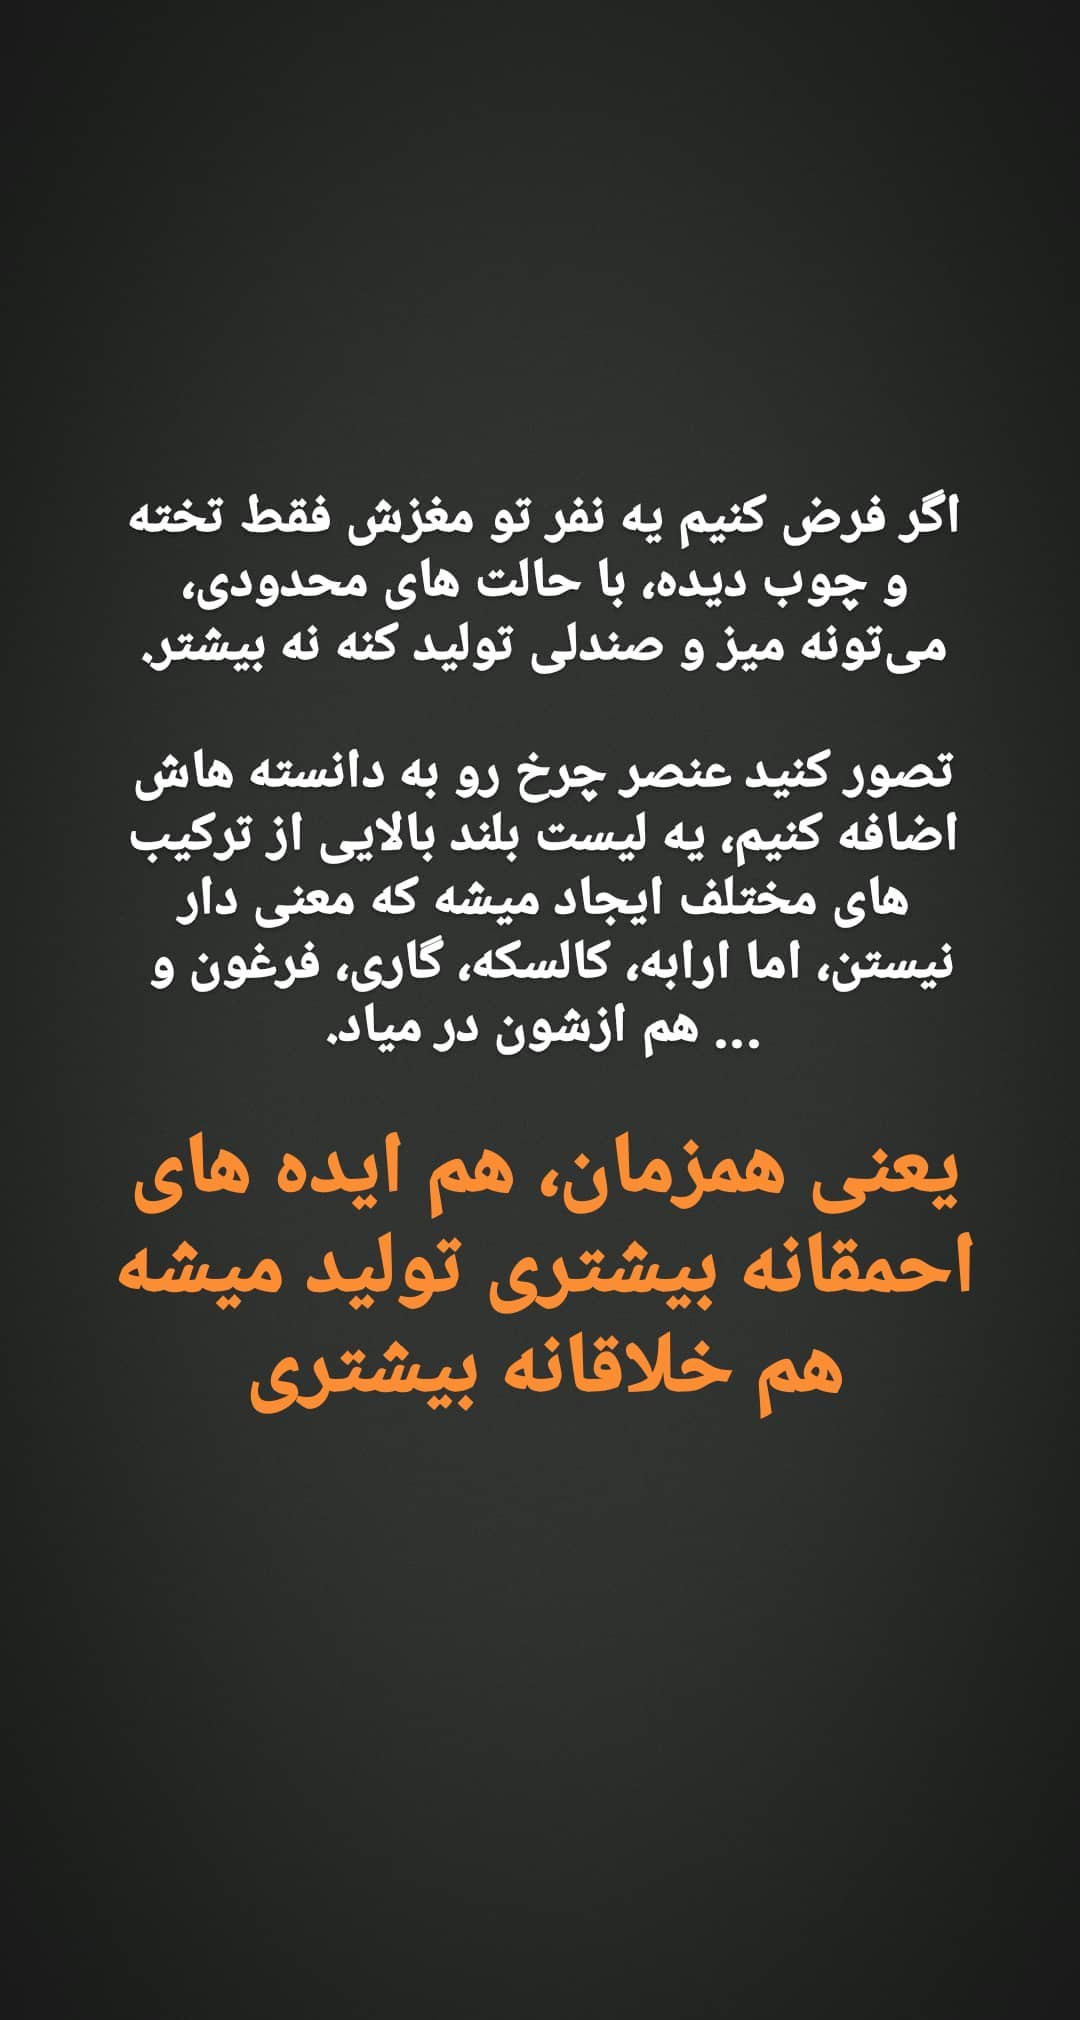 اگر فرض کنیم یه نفر تو مغزش فقط تخته
و چوب دیده، با حالت های محدودی،
می‌تونه میز و صندلی تولید کنه نه بیشتر.
تصور کنید عنصر چرخ رو به دانسته هاش
اضافه کنیم، یه لیست بلند بالایی از ترکیب
های مختلف ایجاد میشه که معنی دار
نیستن، اما ارابه، کالسکه، گاری، فرغون و
... هم ازشون در میاد.
یعنی همزمان، هم ایده های
احمقانه بیشتری تولید میشه
هم خلاقانه بیشتری